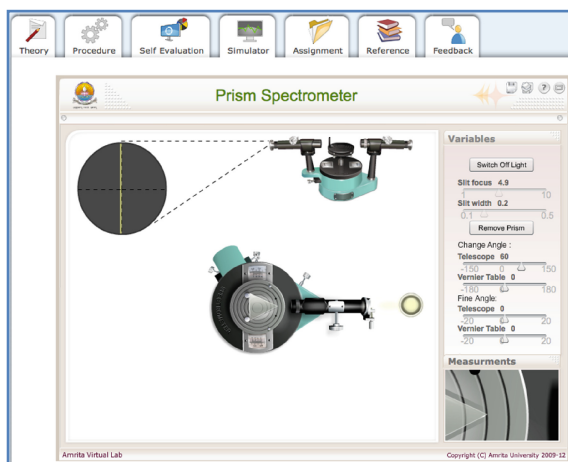 Theory
Procedure
Self Evaluation
Simulator
Assignment
Reference
Feedback
Prism Spectrometer
Variables
Switch Off Light
Slit focus 4.9
1 10
Slit width 0.2
0.1 0.5
Remove Prism
Change Angle :
Telescope 60
-150 0 150
Vernier Table 0
-180 0 180
Fine Angle:
Telescope 0
-20 0 20
Vernier Table 0
-20 0 20
Measurments
Amrita Virtual Lab
Copyright (C) Amrita University 2009-12